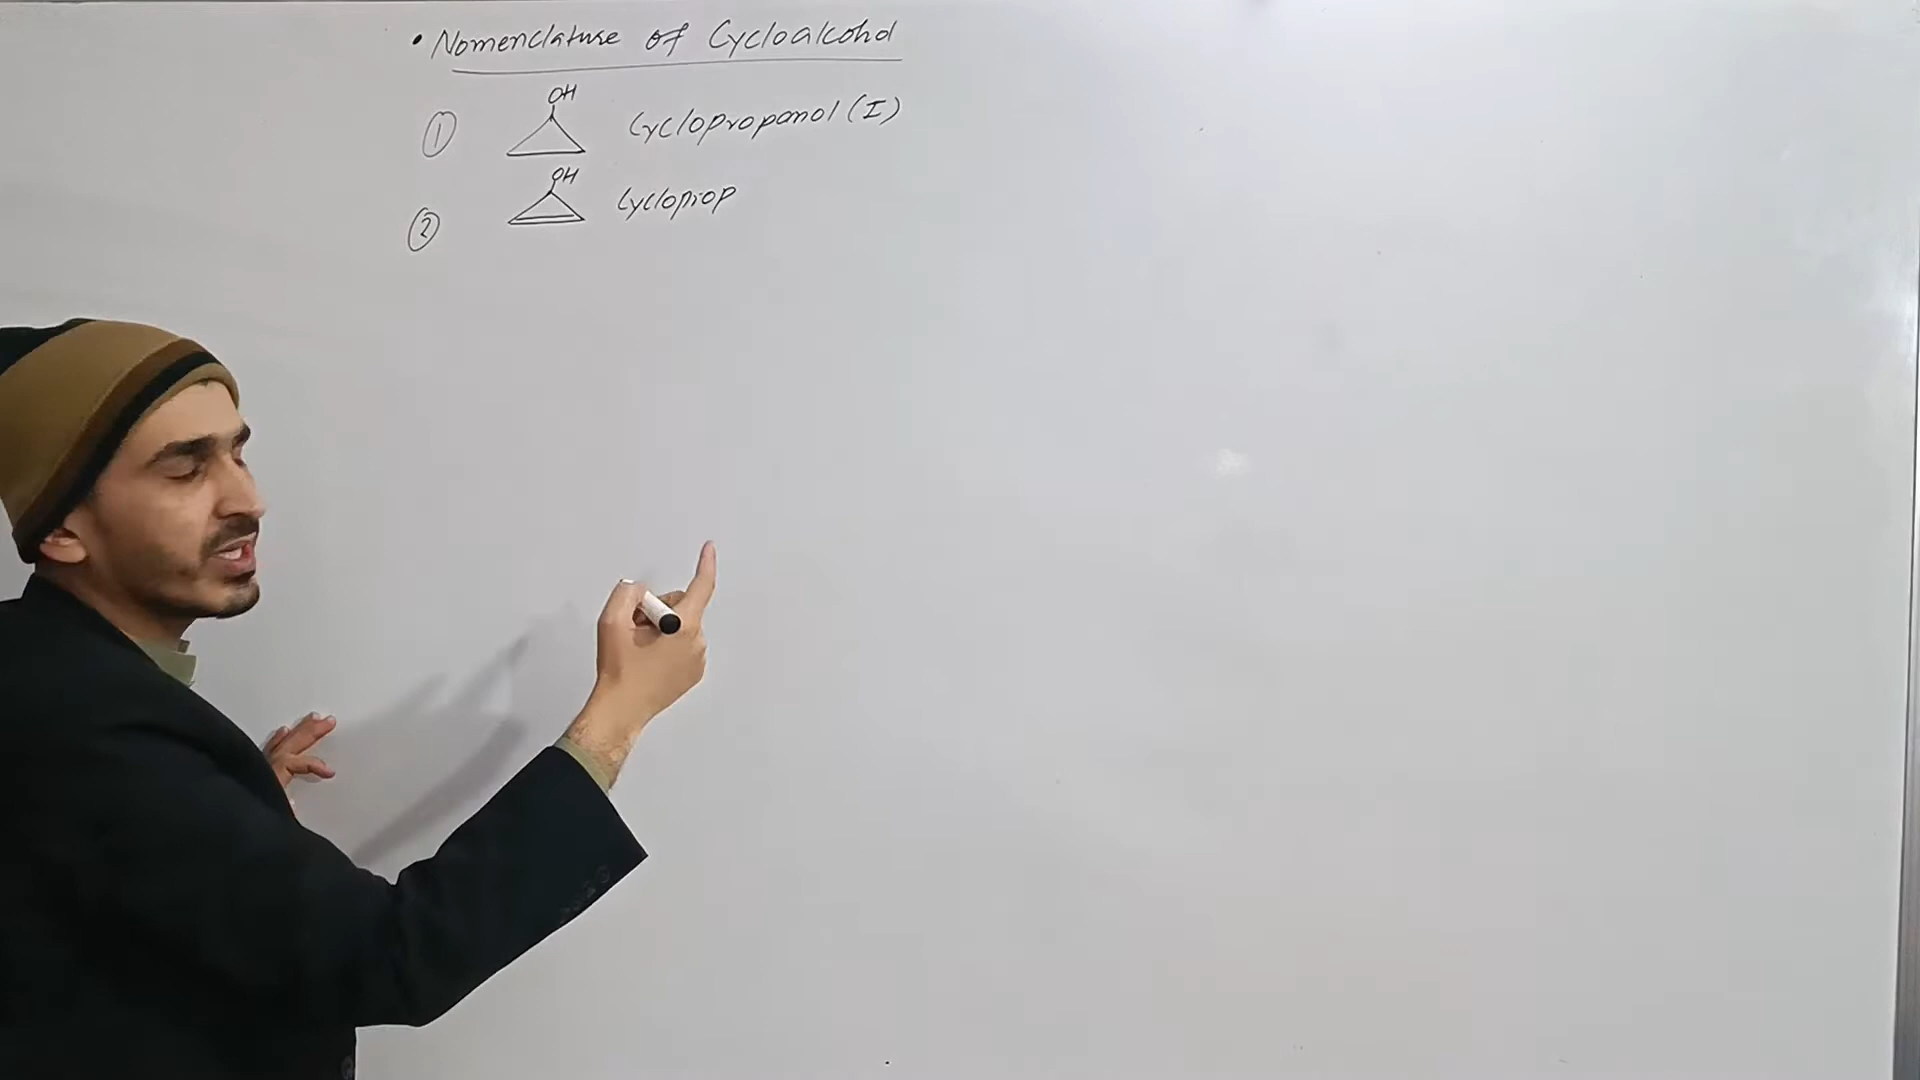 • Nomenclature of Cycloalcohol
① OH Cyclopropanol (I)
② OH Cycloprop